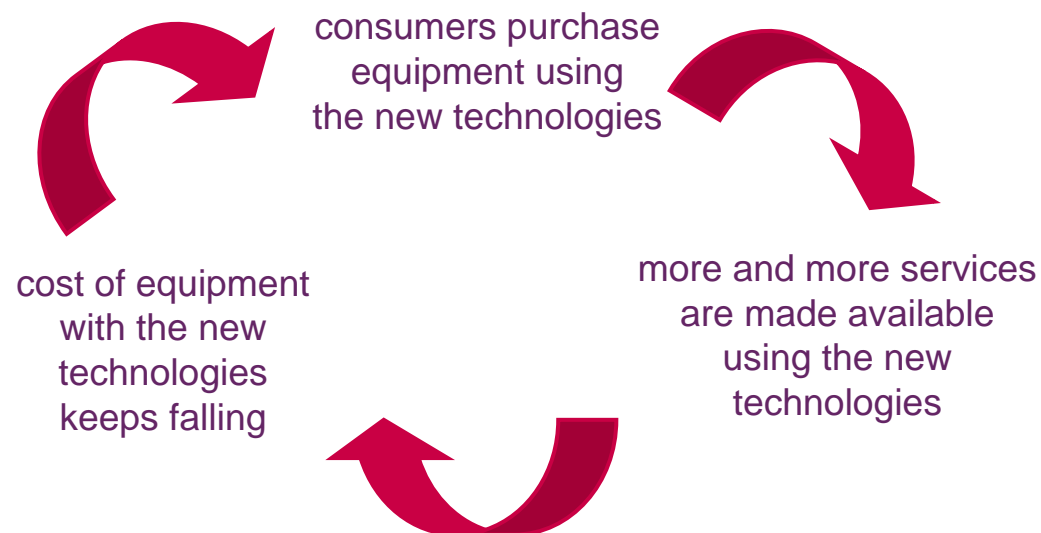 consumers purchase
equipment using
the new technologies
more and more services
are made available
using the new
technologies
cost of equipment
with the new
technologies
keeps falling